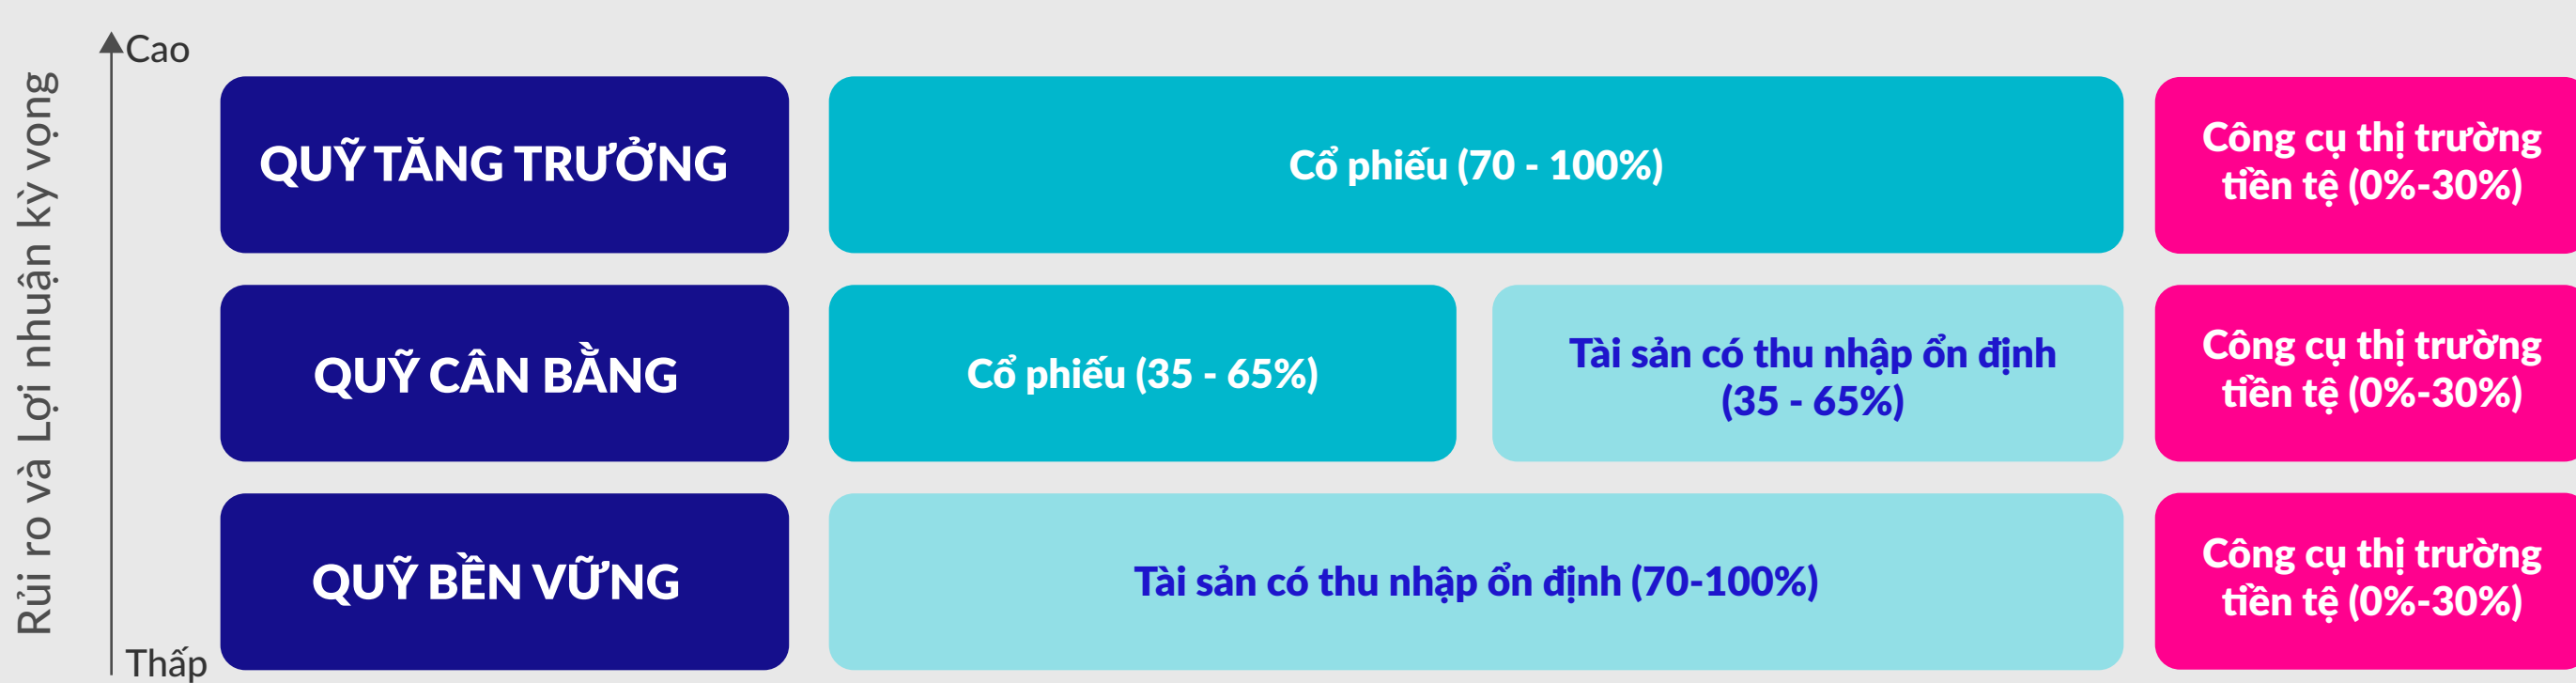 Rủi ro và Lợi nhuận kỳ vọng
Cao
QUỸ TĂNG TRƯỞNG
Cổ phiếu (70 - 100%)
Công cụ thị trường
tiền tệ (0%-30%)
QUỸ CÂN BẰNG
Cổ phiếu (35 - 65%)
Tài sản có thu nhập ổn định
(35 - 65%)
Công cụ thị trường
tiền tệ (0%-30%)
QUỸ BỀN VỮNG
Tài sản có thu nhập ổn định (70-100%)
Công cụ thị trường
tiền tệ (0%-30%)
Thấp